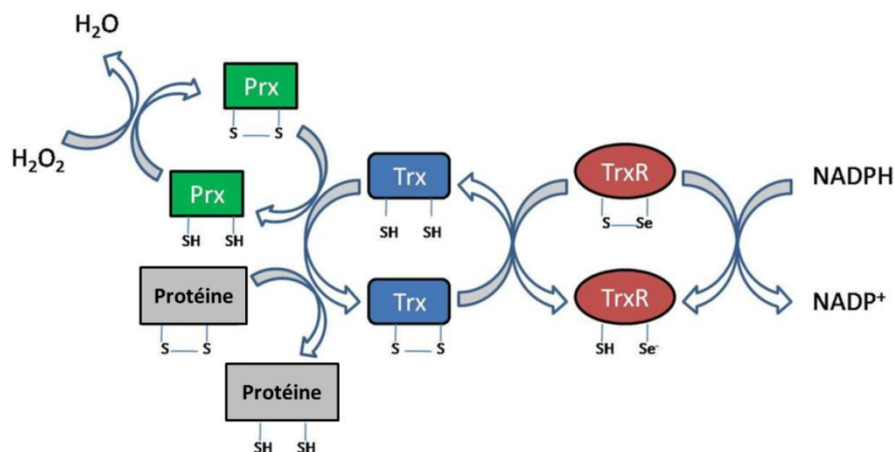 H₂O
Prx
S S
H₂O₂
Prx
SH SH
Protéine
S S
Protéine
SH SH
Trx
SH SH
Trx
S S
TrxR
S Se
TrxR
SH Se⁻
NADPH
NADP⁺